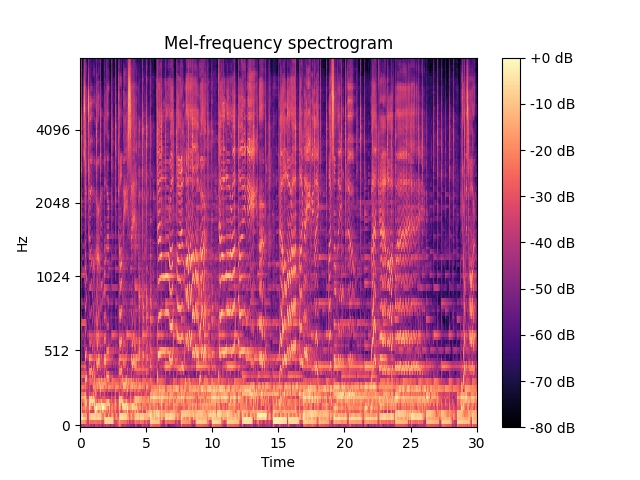 Mel-frequency spectrogram
+0 dB
-10 dB
4096
-20 dB
2048
-30 dB
Hz
-40 dB
1024
-50 dB
-60 dB
512
-70 dB
0
-80 dB
0 5 10 15 20 25 30
Time